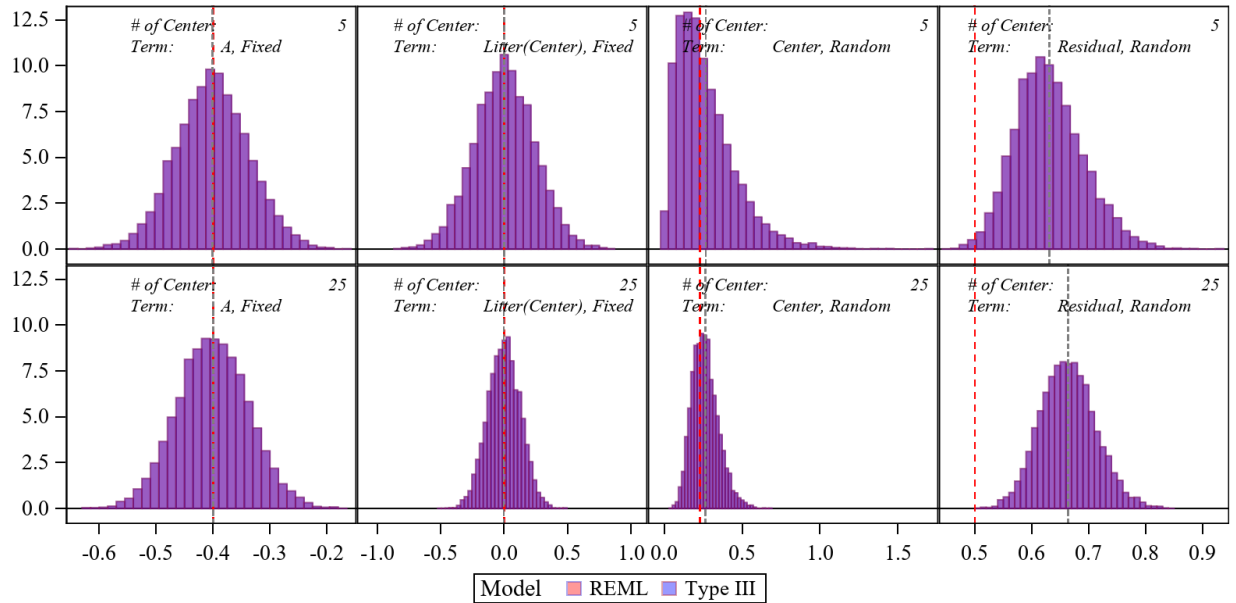 # of Center: 5 # of Center: 5 # of Center: 5 # of Center: 5
Term: A, Fixed Term: Litter(Center), Fixed Term: Center, Random Term: Residual, Random
12.5
10.0
7.5
5.0
2.5
0.0
# of Center: 25 # of Center: 25 # of Center: 25 # of Center: 25
Term: A, Fixed Term: Litter(Center), Fixed Term: Center, Random Term: Residual, Random
12.5
10.0
7.5
5.0
2.5
0.0
-0.6 -0.5 -0.4 -0.3 -0.2 -1.0 -0.5 0.0 0.5 1.0 0.0 0.5 1.0 1.5 0.5 0.6 0.7 0.8 0.9
Model REML Type III